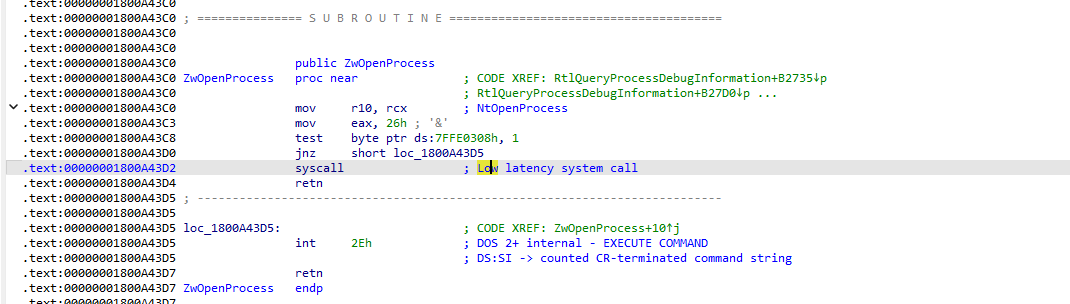 .text:00000001800A43C0
.text:00000001800A43C0 ; =============== S U B R O U T I N E =======================================
.text:00000001800A43C0
.text:00000001800A43C0
.text:00000001800A43C0 public ZwOpenProcess
.text:00000001800A43C0 ZwOpenProcess proc near ; CODE XREF: RtlQueryProcessDebugInformation+B2735↓p
.text:00000001800A43C0 ; RtlQueryProcessDebugInformation+B27D0↓p ...
.text:00000001800A43C0 mov r10, rcx ; NtOpenProcess
.text:00000001800A43C3 mov eax, 26h ; '&'
.text:00000001800A43C8 test byte ptr ds:7FFE0308h, 1
.text:00000001800A43D0 jnz short loc_1800A43D5
.text:00000001800A43D2 syscall ; Low latency system call
.text:00000001800A43D4 retn
.text:00000001800A43D5 ; ---------------------------------------------------------------------------
.text:00000001800A43D5
.text:00000001800A43D5 loc_1800A43D5: ; CODE XREF: ZwOpenProcess+10↑j
.text:00000001800A43D5 int 2Eh ; DOS 2+ internal - EXECUTE COMMAND
.text:00000001800A43D5 ; DS:SI -> counted CR-terminated command string
.text:00000001800A43D7 retn
.text:00000001800A43D7 ZwOpenProcess endp
.text:00000001800A43D7